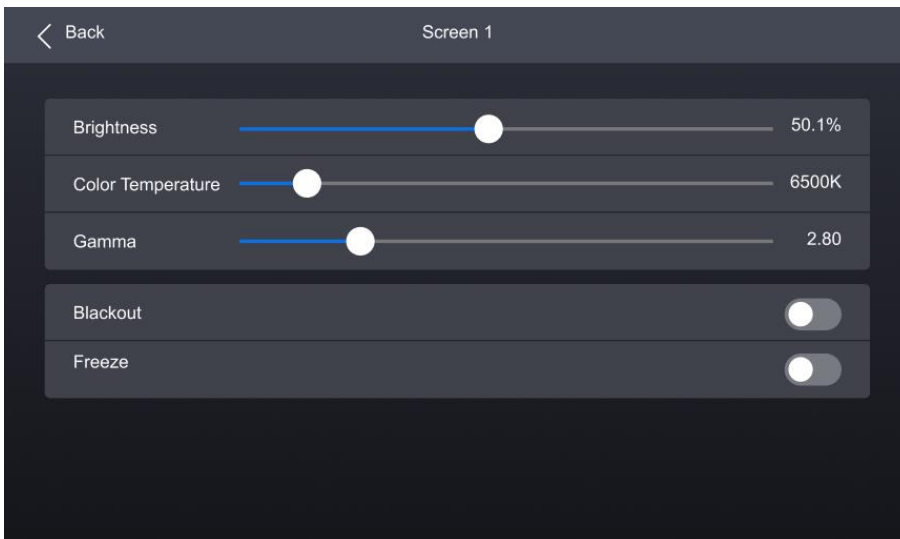 Back Screen 1
Brightness 50.1%
Color Temperature 6500K
Gamma 2.80
Blackout
Freeze